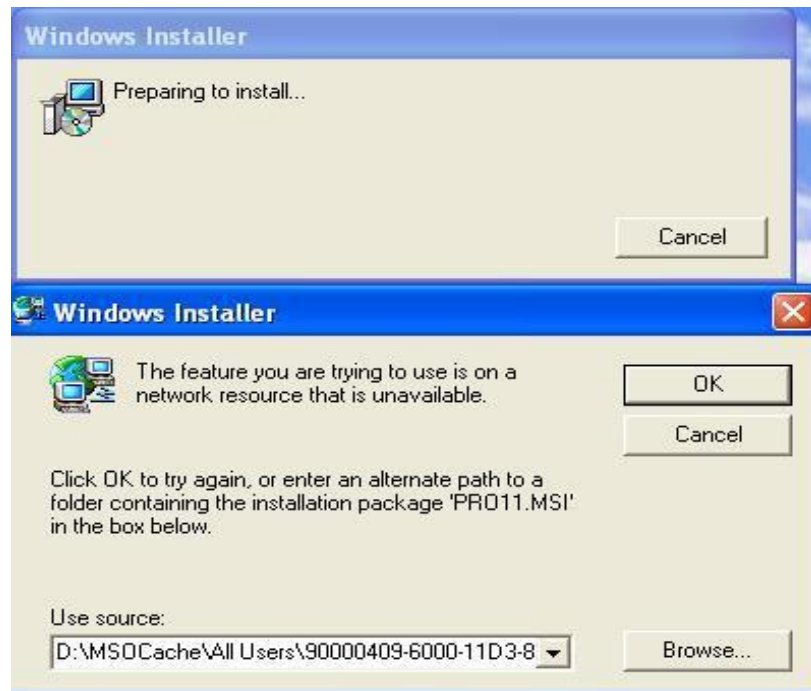 Windows Installer
Preparing to install...
Cancel
Windows Installer
The feature you are trying to use is on a
network resource that is unavailable.
OK
Cancel
Click OK to try again, or enter an alternate path to a
folder containing the installation package 'PRO11.MSI'
in the box below.
Use source:
D:\MSOCache\All Users\90000409-6000-11D3-8
Browse...